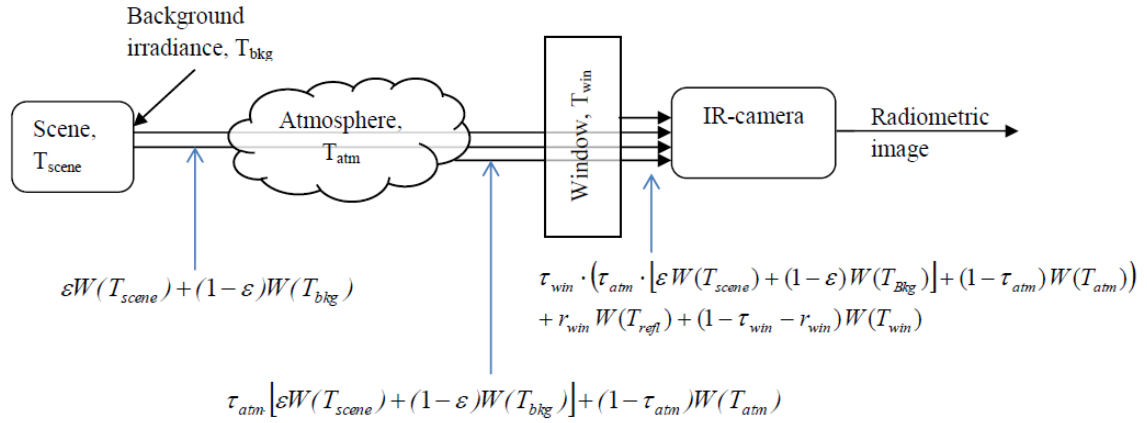 Background
irradiance, T_bkg
Scene,
T_scene
Atmosphere,
T_atm
Window, T_win
IR-camera
Radiometric
image
εW(T_scene) + (1−ε)W(T_bkg)
τ_win · (τ_atm · ⌊εW(T_scene) + (1−ε)W(T_Bkg)⌋ + (1−τ_atm)W(T_atm))
+ r_win W(T_refl) + (1−τ_win − r_win)W(T_win)
τ_atm. ⌊εW(T_scene) + (1−ε)W(T_bkg)⌋ + (1−τ_atm)W(T_atm)